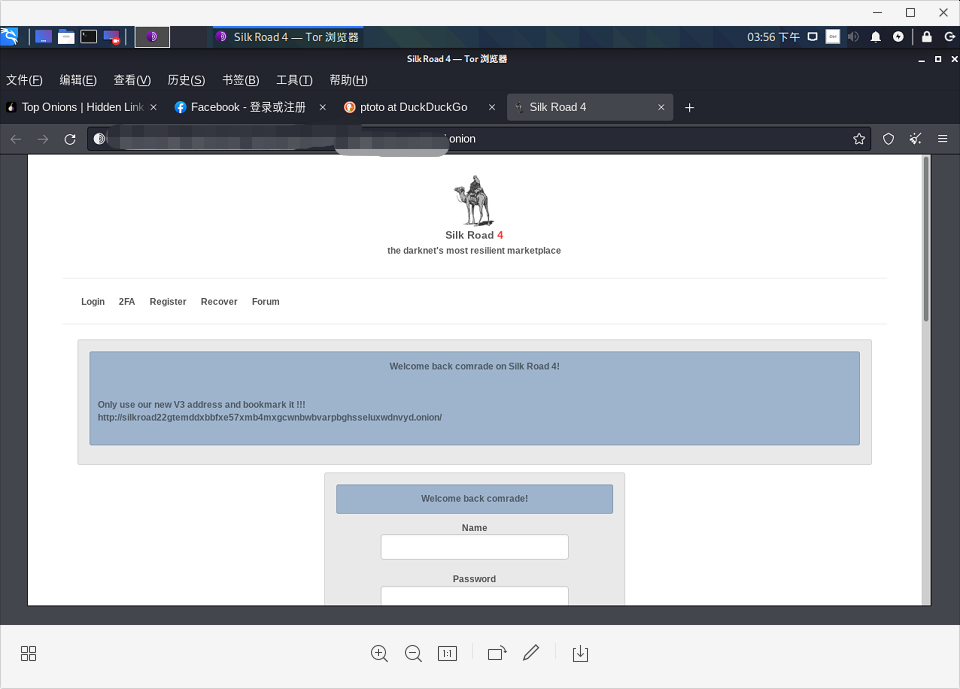 Silk Road 4 — Tor 浏览器
03:56 下午
Silk Road 4 — Tor 浏览器
文件(F) 编辑(E) 查看(V) 历史(S) 书签(B) 工具(T) 帮助(H)
Top Onions | Hidden Link
Facebook - 登录或注册
ptoto at DuckDuckGo
Silk Road 4
onion
Silk Road 4
the darknet's most resilient marketplace
Login 2FA Register Recover Forum
Welcome back comrade on Silk Road 4!
Only use our new V3 address and bookmark it !!!
http://silkroad22gtemddxbbfxe57xmb4mxgcwnbwbvarpbghsseluxwdnvyd.onion/
Welcome back comrade!
Name
Password
1:1